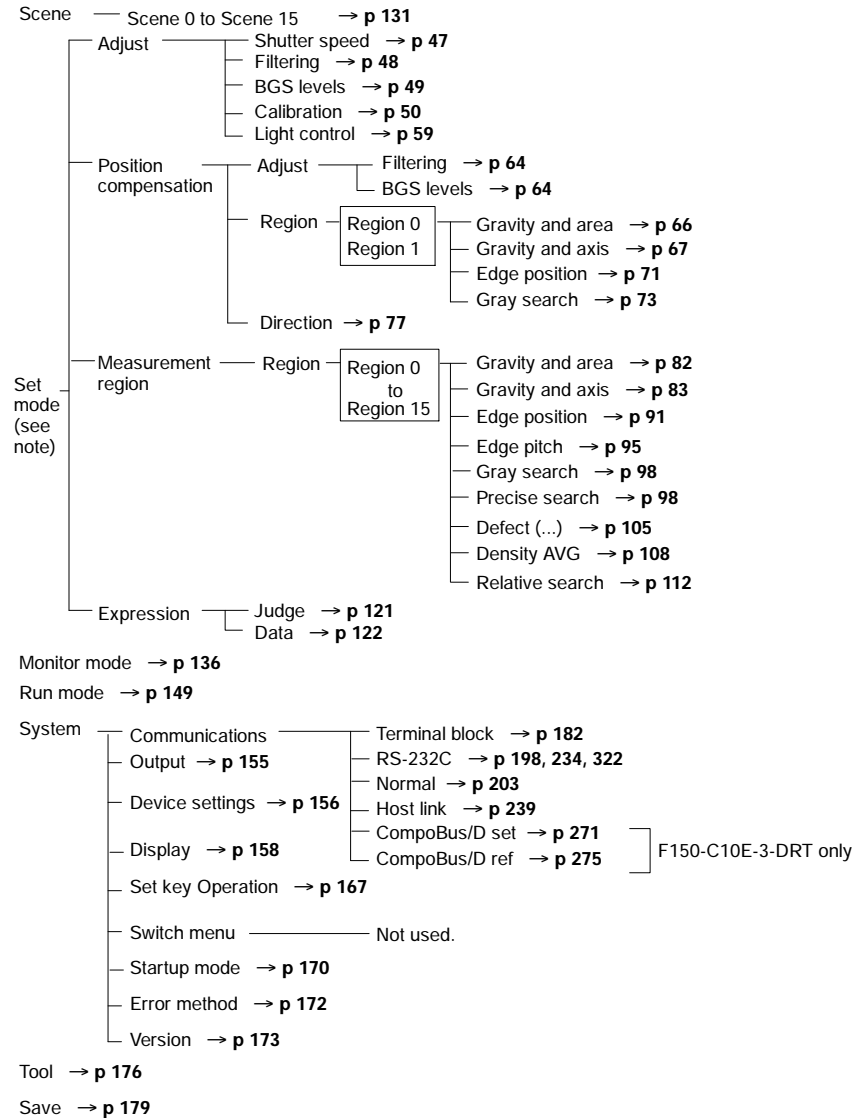 Scene
Scene 0 to Scene 15 → p 131
Adjust
Shutter speed → p 47
Filtering → p 48
BGS levels → p 49
Calibration → p 50
Light control → p 59
Position
compensation
Adjust
Filtering → p 64
BGS levels → p 64
Region
Region 0
Region 1
Gravity and area → p 66
Gravity and axis → p 67
Edge position → p 71
Gray search → p 73
Direction → p 77
Set
mode
(see
note)
Measurement
region
Region
Region 0
to
Region 15
Gravity and area → p 82
Gravity and axis → p 83
Edge position → p 91
Edge pitch → p 95
Gray search → p 98
Precise search → p 98
Defect (...) → p 105
Density AVG → p 108
Relative search → p 112
Expression
Judge → p 121
Data → p 122
Monitor mode → p 136
Run mode → p 149
System
Communications
Terminal block → p 182
RS-232C → p 198, 234, 322
Normal → p 203
Host link → p 239
CompoBus/D set → p 271
CompoBus/D ref → p 275
F150-C10E-3-DRT only
Output → p 155
Device settings → p 156
Display → p 158
Set key Operation → p 167
Switch menu
Not used.
Startup mode → p 170
Error method → p 172
Version → p 173
Tool → p 176
Save → p 179